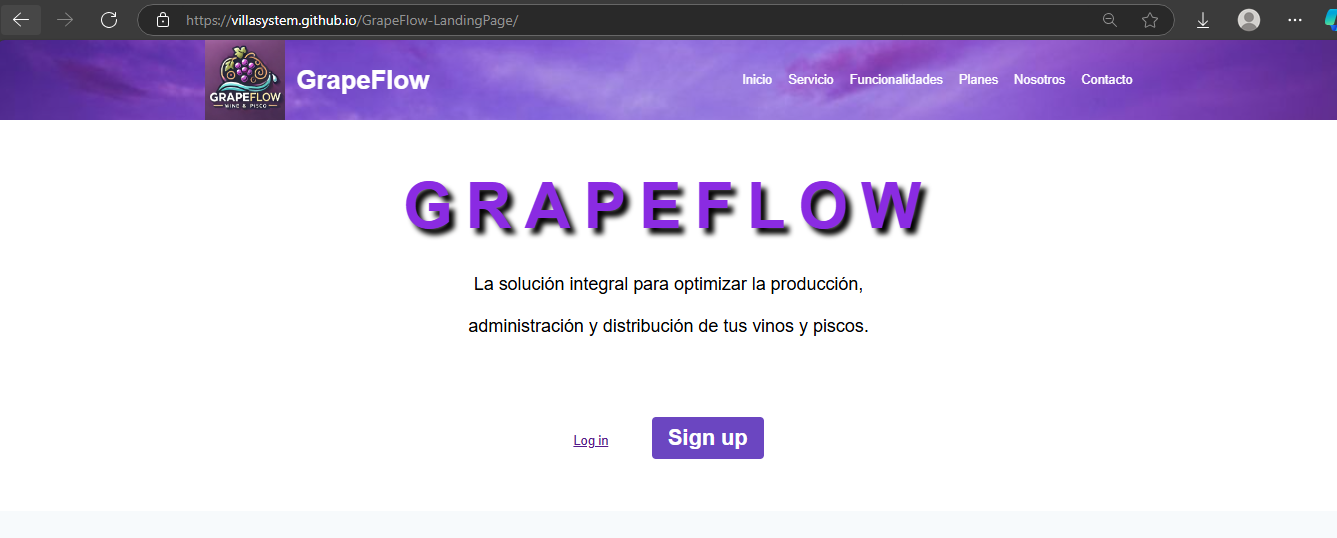 https://villasystem.github.io/GrapeFlow-LandingPage/
GRAPEFLOW
WINE & PISCO
GrapeFlow
Inicio Servicio Funcionalidades Planes Nosotros Contacto
GRAPEFLOW
La solución integral para optimizar la producción,
administración y distribución de tus vinos y piscos.
Log in
Sign up